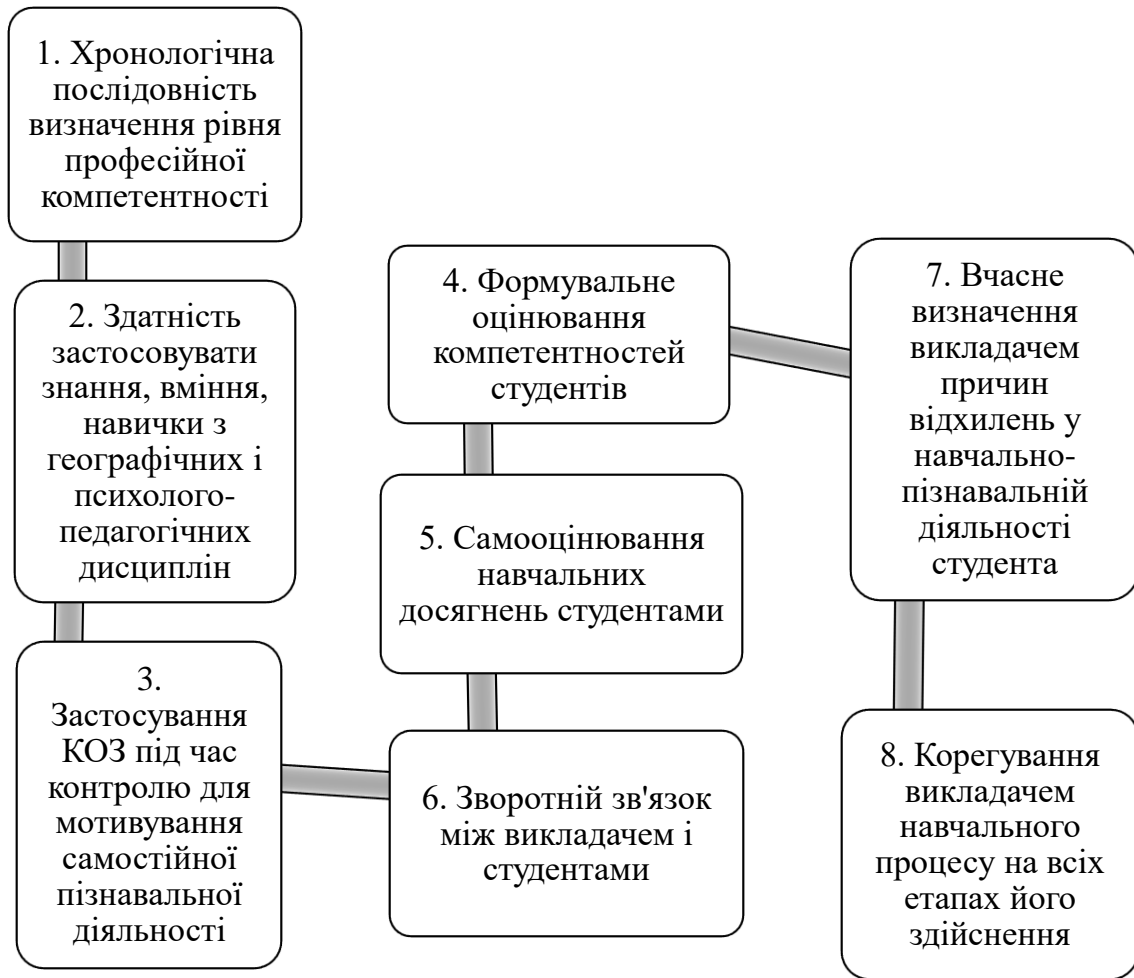 1. Хронологічна
послідовність
визначення рівня
професійної
компетентності
2. Здатність
застосовувати
знання, вміння,
навички з
географічних і
психолого-
педагогічних
дисциплін
3.
Застосування
КОЗ під час
контролю для
мотивування
самостійної
пізнавальної
діяльності
4. Формувальне
оцінювання
компетентностей
студентів
5. Самооцінювання
навчальних
досягнень студентами
6. Зворотній зв'язок
між викладачем і
студентами
7. Вчасне
визначення
викладачем
причин
відхилень у
навчально-
пізнавальній
діяльності
студента
8. Корегування
викладачем
навчального
процесу на всіх
етапах його
здійснення